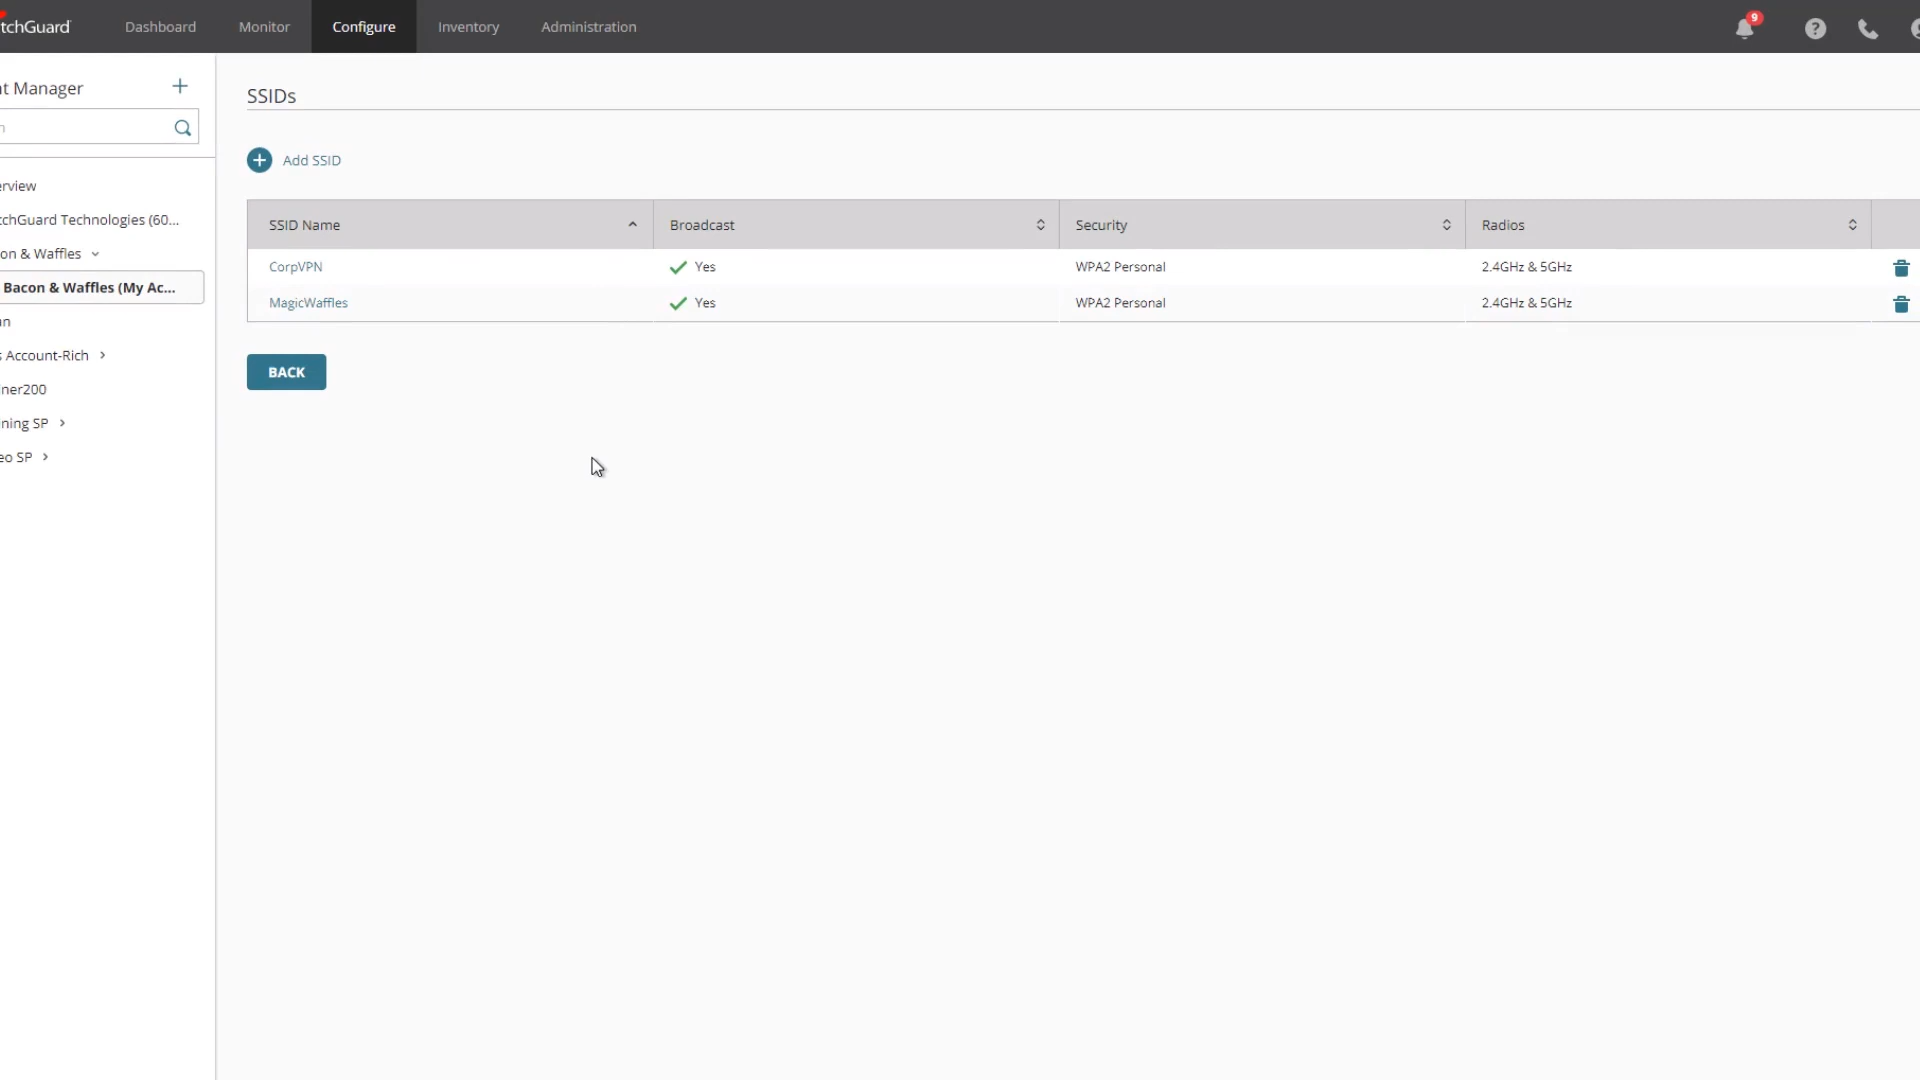 tchGuard Dashboard Monitor Configure Inventory Administration 9
t Manager
SSIDs
Add SSID
erview
tchGuard Technologies (60...
on & Waffles
Bacon & Waffles (My Ac...
n
s Account-Rich
ner200
ning SP
eo SP
SSID Name Broadcast Security Radios
CorpVPN Yes WPA2 Personal 2.4GHz & 5GHz
MagicWaffles Yes WPA2 Personal 2.4GHz & 5GHz
BACK